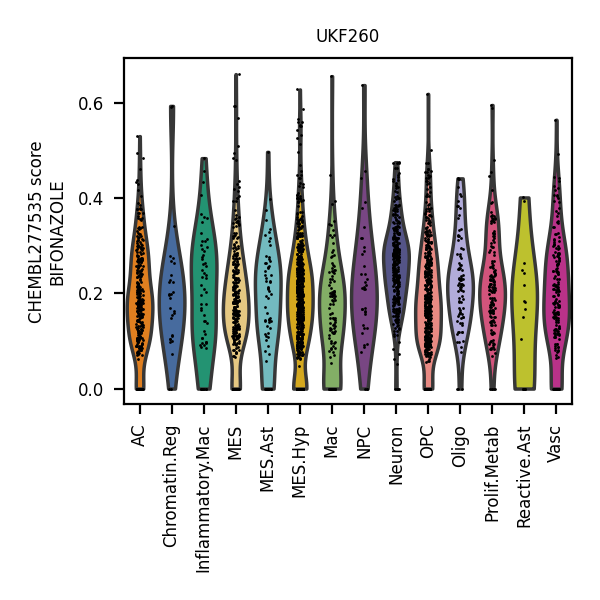 UKF260
CHEMBL277535 score
BIFONAZOLE
0.6
0.4
0.2
0.0
AC
Chromatin.Reg
Inflammatory.Mac
MES
MES.Ast
MES.Hyp
Mac
NPC
Neuron
OPC
Oligo
Prolif.Metab
Reactive.Ast
Vasc